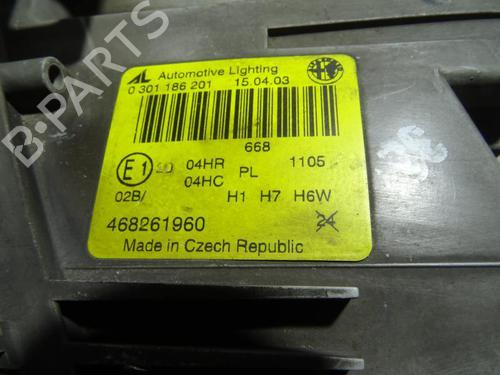 AL Automotive Lighting
0 301 186 201 15.04.03
668
E1 04HR PL 1105
04HC
02B/ H1 H7 H6W
468261960 24
Made in Czech Republic
B-PARTS